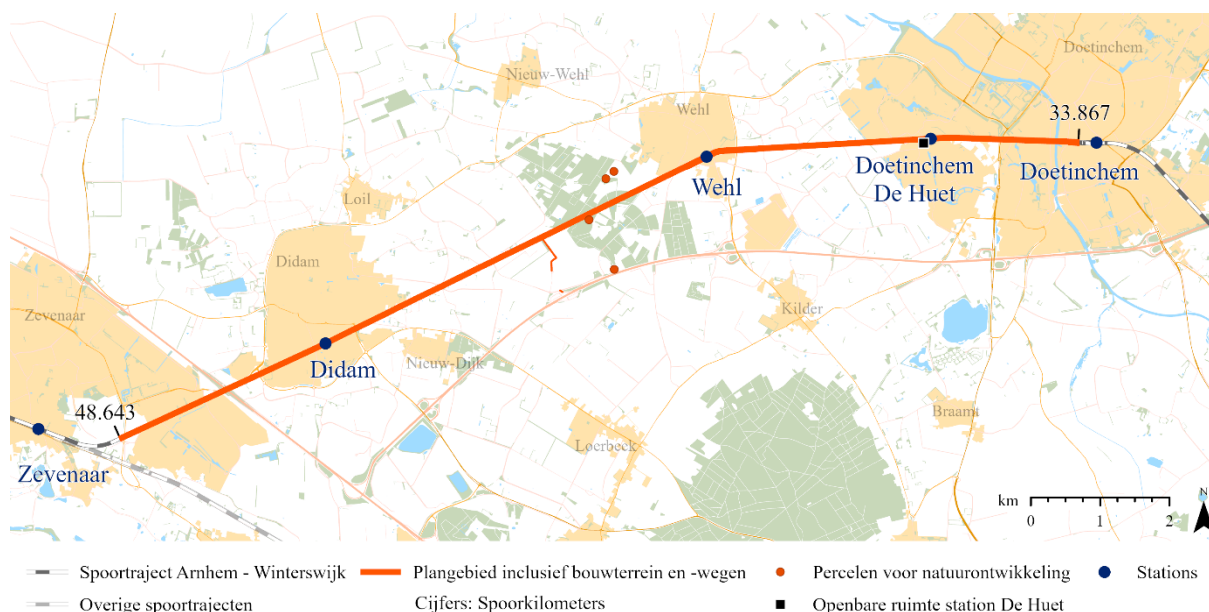 Doetinchem
Nieuw-Wehl
Wehl
33.867
Doetinchem
De Huet
Doetinchem
Wehl
Loil
Didam
Zevenaar
Kilder
Didam
Nieuw-Dijk
48.643
Braamt
Loerbeek
Zevenaar
km
0 1 2
N
Spoortraject Arnhem - Winterswijk Plangebied inclusief bouwterrein en -wegen Percelen voor natuurontwikkeling Stations
Overige spoortrajecten Cijfers: Spoorkilometers Openbare ruimte station De Huet